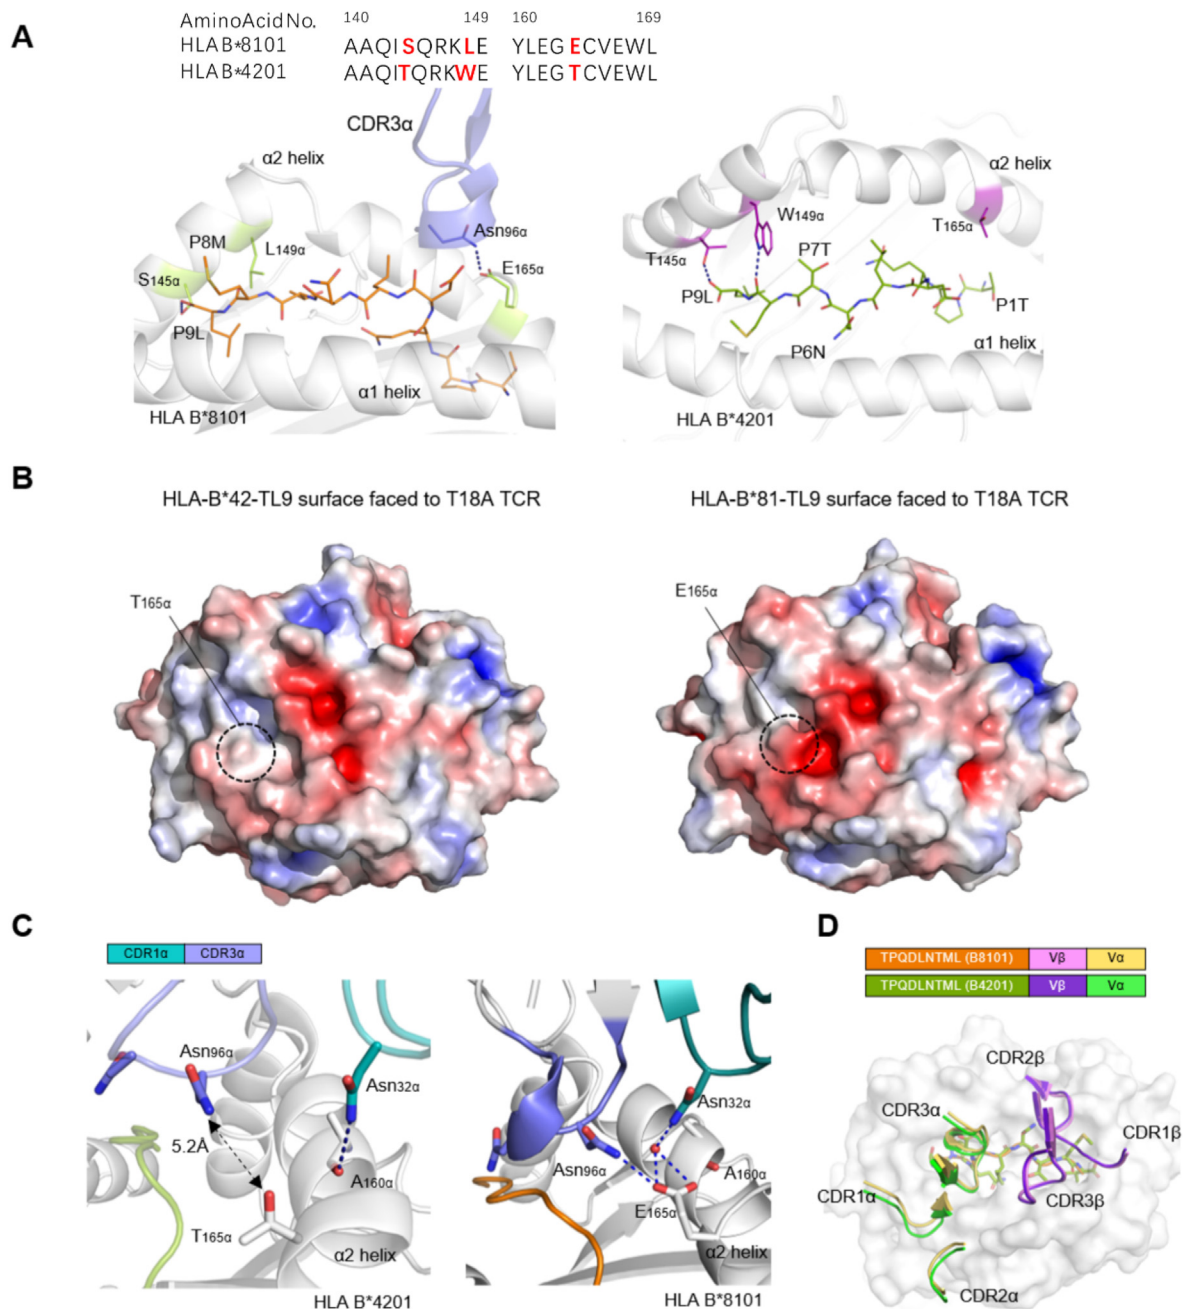 A
AminoAcid No. 140 149 160 169
HLA B*8101 AAQISQRKLE YLEGECVEWL
HLA B*4201 AAQITQRKWE YLEGTCVEWL
CDR3α
α2 helix
P8M
L149α
S145α
P9L
Asn96α
E165α
α1 helix
HLA B*8101
α2 helix
W149α
T165α
T145α
P7T
P9L
P1T
P6N
α1 helix
HLA B*4201
B
HLA-B*42-TL9 surface faced to T18A TCR
HLA-B*81-TL9 surface faced to T18A TCR
T165α
E165α
C
CDR1α CDR3α
Asn96α
Asn32α
5.2Å
A160α
T165α
α2 helix
HLA B*4201
Asn32α
Asn96α
A160α
E165α
α2 helix
HLA B*8101
D
TPQDLNTML (B8101) Vβ Vα
TPQDLNTML (B4201) Vβ Vα
CDR2β
CDR3α
CDR1β
CDR1α
CDR3β
CDR2α